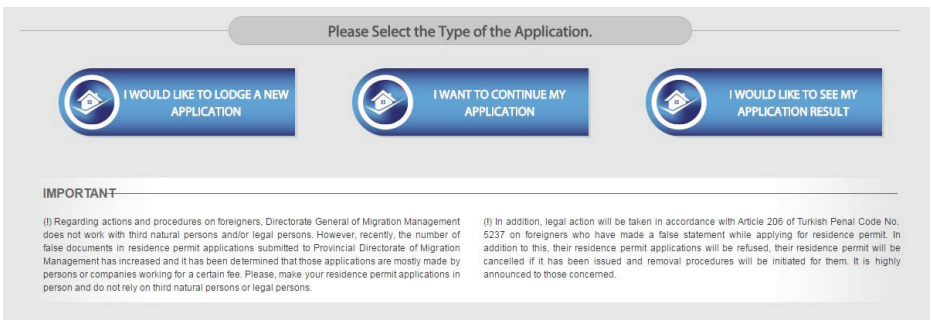 Please Select the Type of the Application.
I WOULD LIKE TO LODGE A NEW
APPLICATION
I WANT TO CONTINUE MY
APPLICATION
I WOULD LIKE TO SEE MY
APPLICATION RESULT
IMPORTANT
(!) Regarding actions and procedures on foreigners, Directorate General of Migration Management
does not work with third natural persons and/or legal persons. However, recently, the number of
false documents in residence permit applications submitted to Provincial Directorate of Migration
Management has increased and it has been determined that those applications are mostly made by
persons or companies working for a certain fee. Please, make your residence permit applications in
person and do not rely on third natural persons or legal persons.
(!) In addition, legal action will be taken in accordance with Article 206 of Turkish Penal Code No.
5237 on foreigners who have made a false statement while applying for residence permit. In
addition to this, their residence permit applications will be refused, their residence permit will be
cancelled if it has been issued and removal procedures will be initiated for them. It is highly
announced to those concerned.